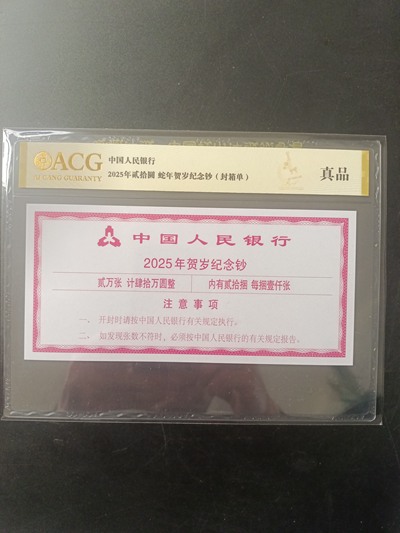 ACG
AICANG GUARANTY
中国人民银行
2025年贰拾圆 蛇年贺岁纪念钞（封箱单）
真品
中国人民银行
2025年贺岁纪念钞
贰万张 计肆拾万圆整
内有贰拾捆 每捆壹仟张
注意事项
一、 开封时请按中国人民银行有关规定执行。
二、 如发现张数不符时，必须按中国人民银行的有关规定报告。